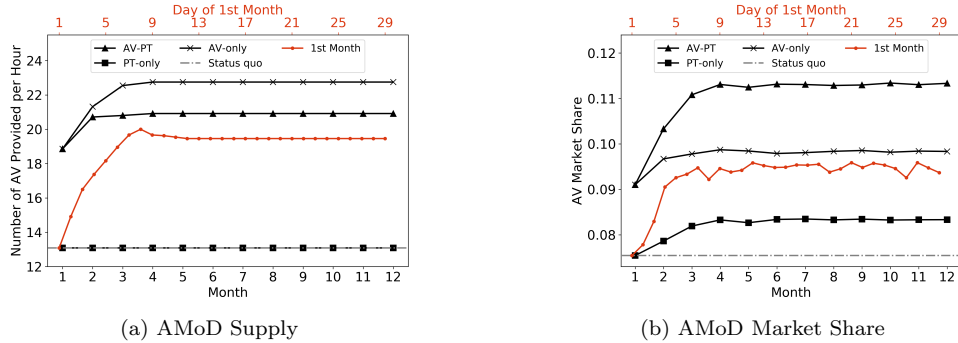 Day of 1st Month
1 5 9 13 17 21 25 29
Number of AV Provided per Hour
24
22
20
18
16
14
12
AV-PT AV-only 1st Month
PT-only Status quo
1 2 3 4 5 6 7 8 9 10 11 12
Month
(a) AMoD Supply
Day of 1st Month
1 5 9 13 17 21 25 29
AV Market Share
0.12
0.11
0.10
0.09
0.08
AV-PT AV-only 1st Month
PT-only Status quo
1 2 3 4 5 6 7 8 9 10 11 12
Month
(b) AMoD Market Share